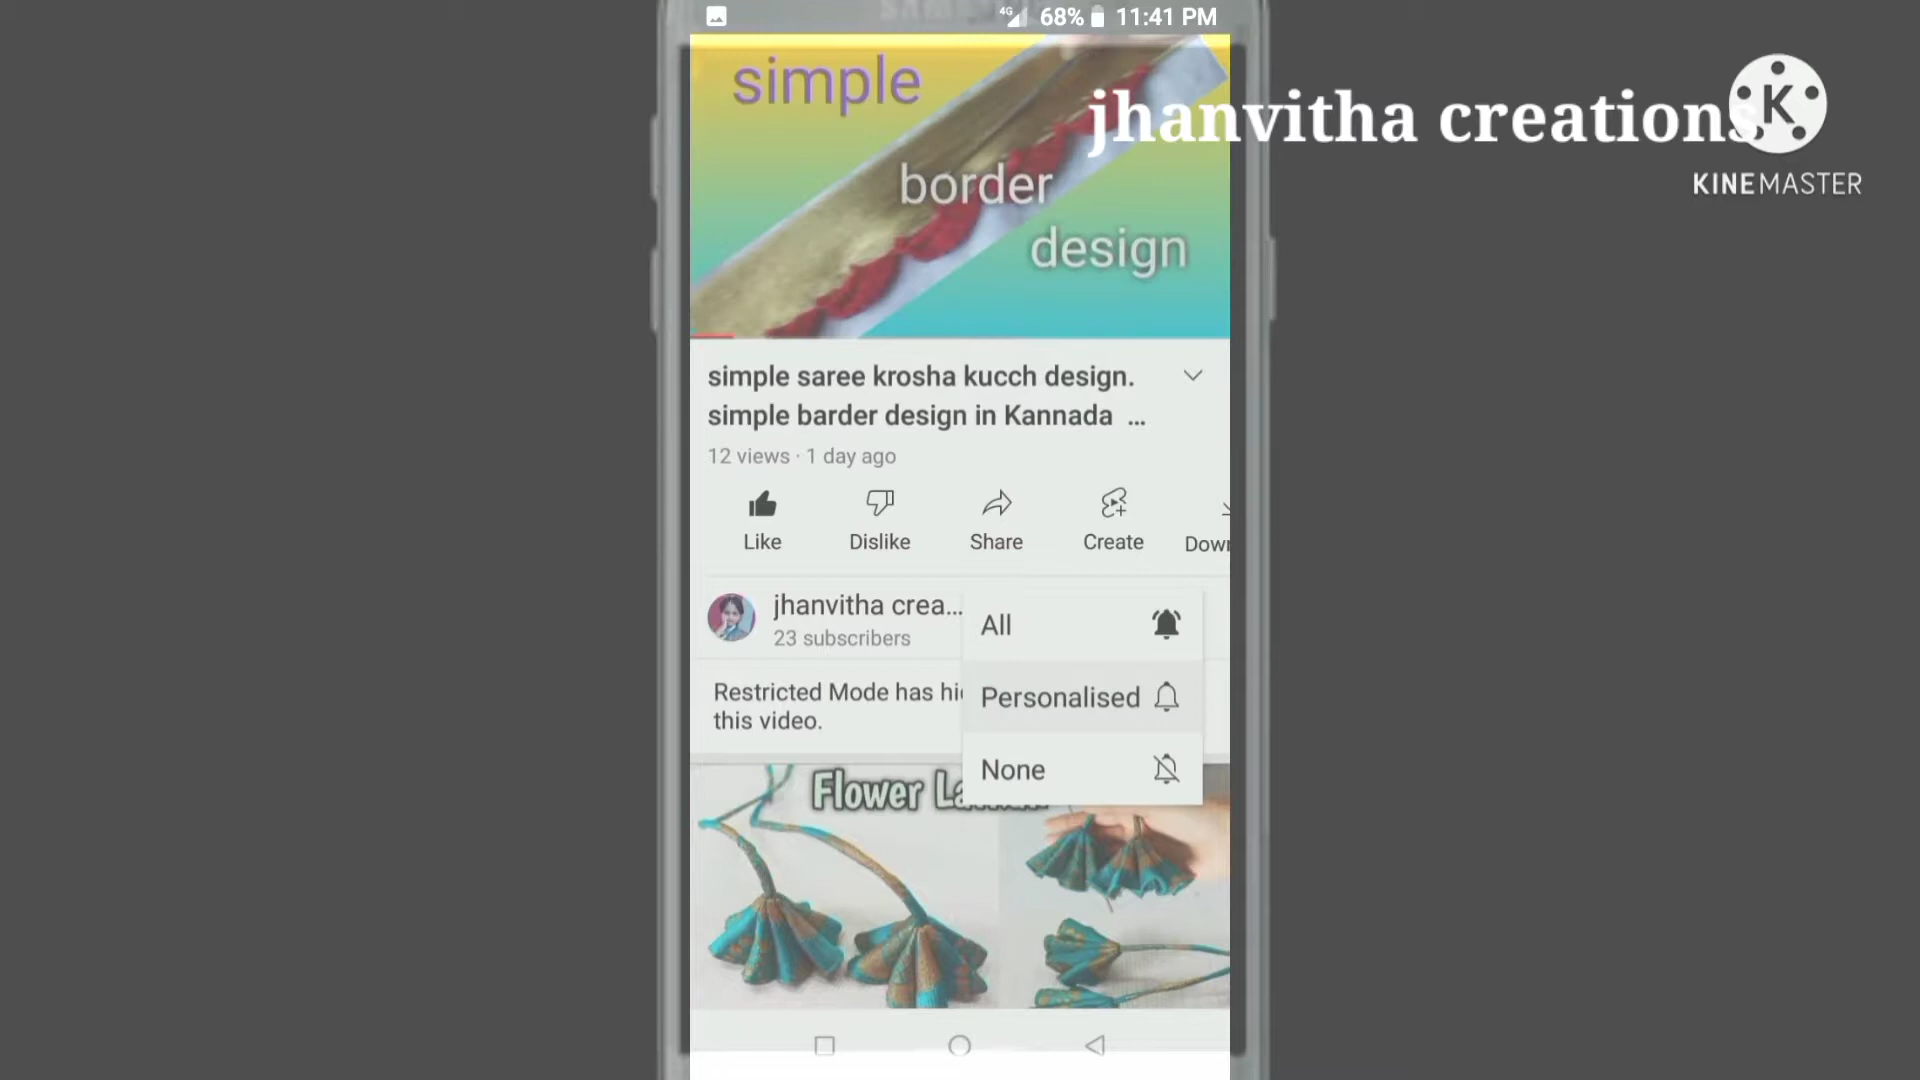 4G 68% 11:41 PM
simple
border
design
jhanvitha creations
K
KINEMASTER
simple saree krosha kucch design.
simple barder design in Kannada ...
12 views · 1 day ago
Like Dislike Share Create Down
jhanvitha crea...
23 subscribers
All
Personalised
None
Restricted Mode has hi
this video.
Flower